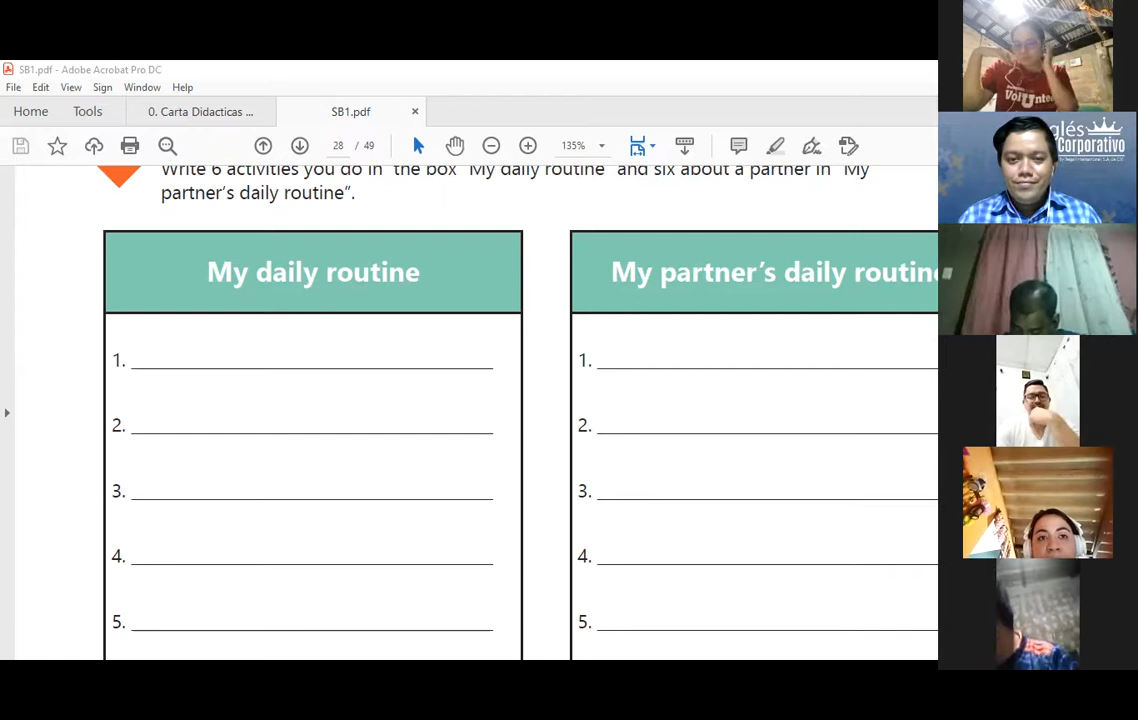 SB1.pdf - Adobe Acrobat Pro DC
File Edit View Sign Window Help
Home Tools 0. Carta Didacticas ... SB1.pdf ×
28 / 49 135%
Write 6 activities you do in "the box "My daily routine" and six about a partner in "My
partner's daily routine".
My daily routine
My partner's daily routine
1.
1.
2.
2.
3.
3.
4.
4.
5.
5.
glés
Corporativo
VolUnte